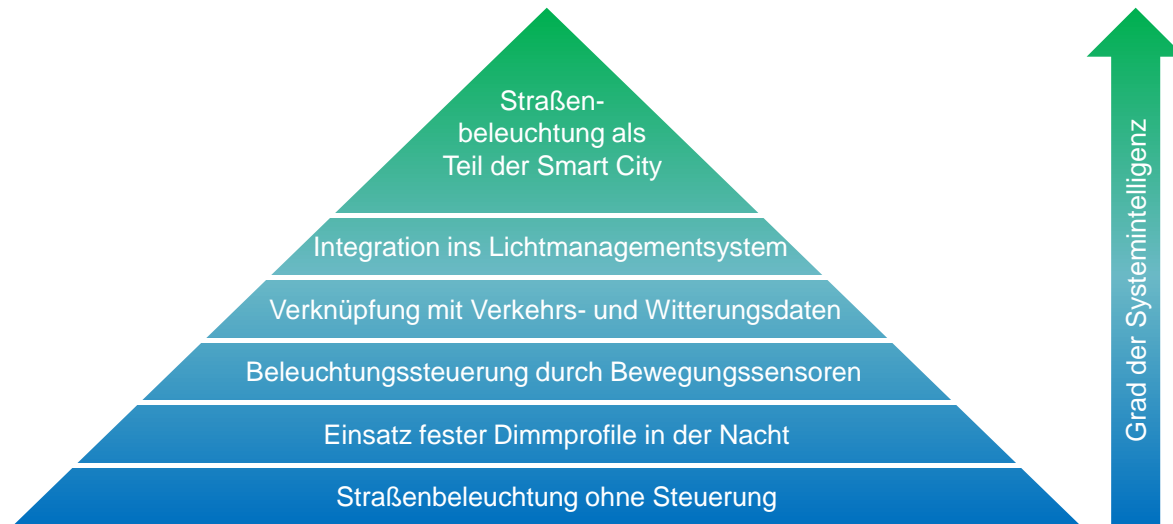 Straßen-
beleuchtung als
Teil der Smart City
Integration ins Lichtmanagementsystem
Verknüpfung mit Verkehrs- und Witterungsdaten
Beleuchtungssteuerung durch Bewegungssensoren
Einsatz fester Dimmprofile in der Nacht
Straßenbeleuchtung ohne Steuerung
Grad der Systemintelligenz